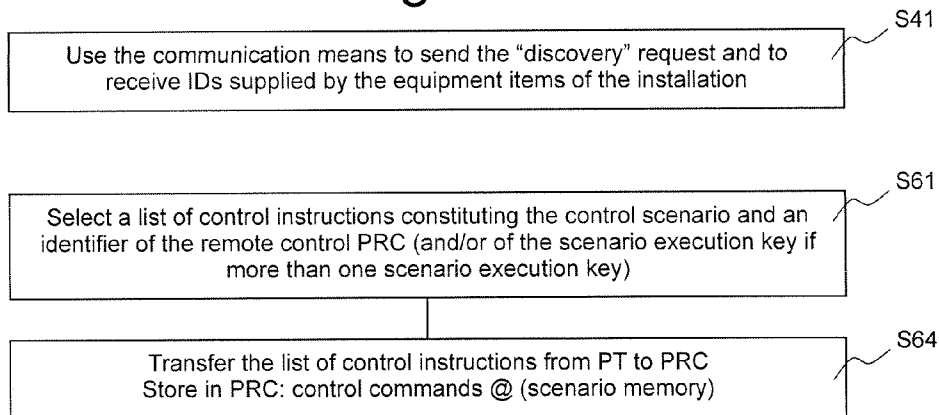 S41
Use the communication means to send the “discovery” request and to
receive IDs supplied by the equipment items of the installation
S61
Select a list of control instructions constituting the control scenario and an
identifier of the remote control PRC (and/or of the scenario execution key if
more than one scenario execution key)
S64
Transfer the list of control instructions from PT to PRC
Store in PRC: control commands @ (scenario memory)